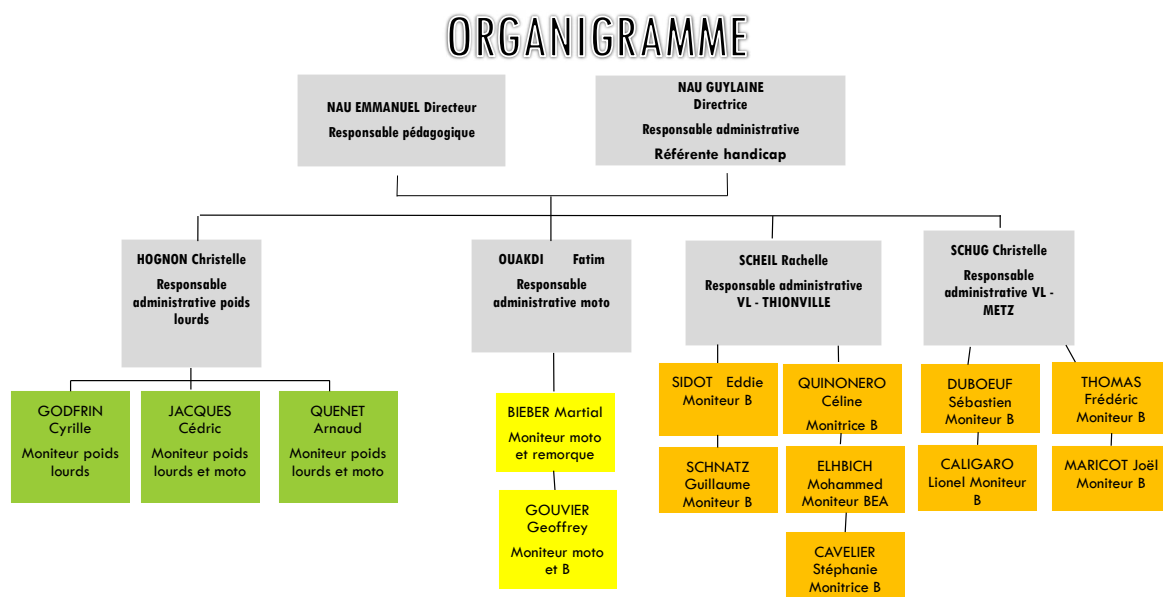 ORGANIGRAMME
NAU EMMANUEL Directeur
Responsable pédagogique
NAU GUYLAINE
Directrice
Responsable administrative
Référente handicap
HOGNON Christelle
Responsable
administrative poids
lourds
OUAKDI Fatim
Responsable
administrative moto
SCHEIL Rachelle
Responsable administrative
VL - THIONVILLE
SCHUG Christelle
Responsable
administrative VL -
METZ
GODFRIN
Cyrille
Moniteur poids
lourds
JACQUES
Cédric
Moniteur poids
lourds et moto
QUENET
Arnaud
Moniteur poids
lourds et moto
BIEBER Martial
Moniteur moto
et remorque
GOUVIER
Geoffrey
Moniteur moto
et B
SIDOT Eddie
Moniteur B
SCHNATZ
Guillaume
Moniteur B
QUINONERO
Céline
Monitrice B
ELHBICH
Mohammed
Moniteur BEA
CAVELIER
Stéphanie
Monitrice B
DUBOEUF
Sébastien
Moniteur B
CALIGARO
Lionel Moniteur
B
THOMAS
Frédéric
Moniteur B
MARICOT Joël
Moniteur B